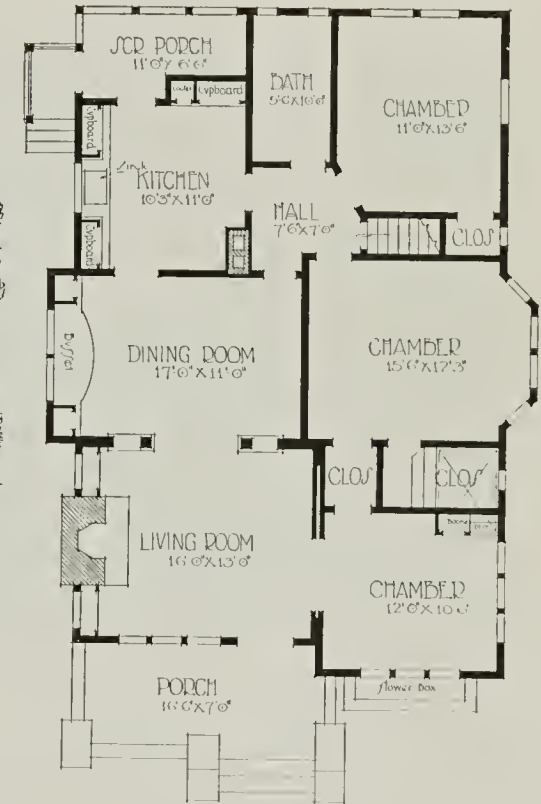 SCR PORCH
11'0"X 6'6"
BATH
5'6"X10'6"
CHAMBER
11'0"X13'6"
Cupboard
Cupboard
Sink
KITCHEN
10'3"X11'0"
HALL
7'6"X7'0"
CLOS
Cupboard
Buffet
DINING ROOM
17'0"X11'0"
CHAMBER
15'6"X12'3"
CLOS
CLOS
LIVING ROOM
16'0"X13'0"
CHAMBER
12'0"X10'6"
PORCH
16'6"X7'0"
flower box